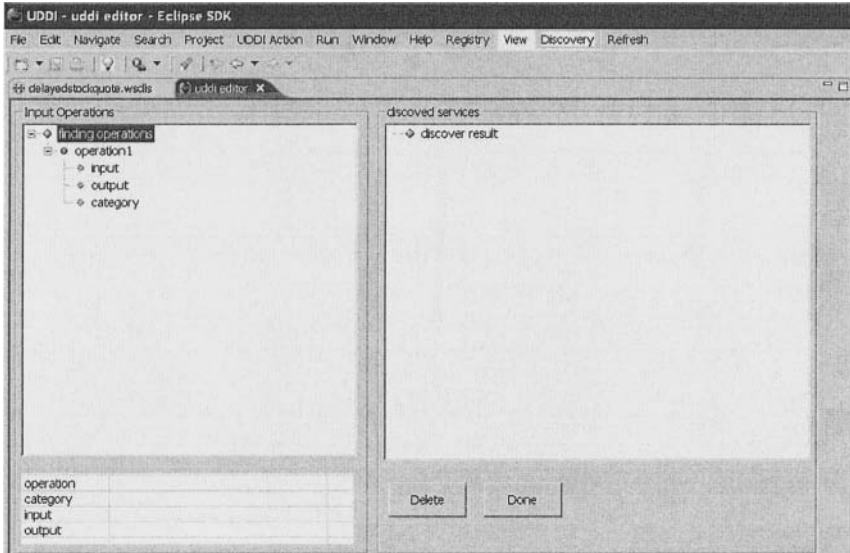 UDDI - uddi editor - Eclipse SDK
File Edit Navigate Search Project UDDI Action Run Window Help Registry View Discovery Refresh
delayedstockquote.wsdls uddi editor
Input Operations
finding operations
operation1
input
output
category
operation
category
input
output
discoved services
discover result
Delete Done